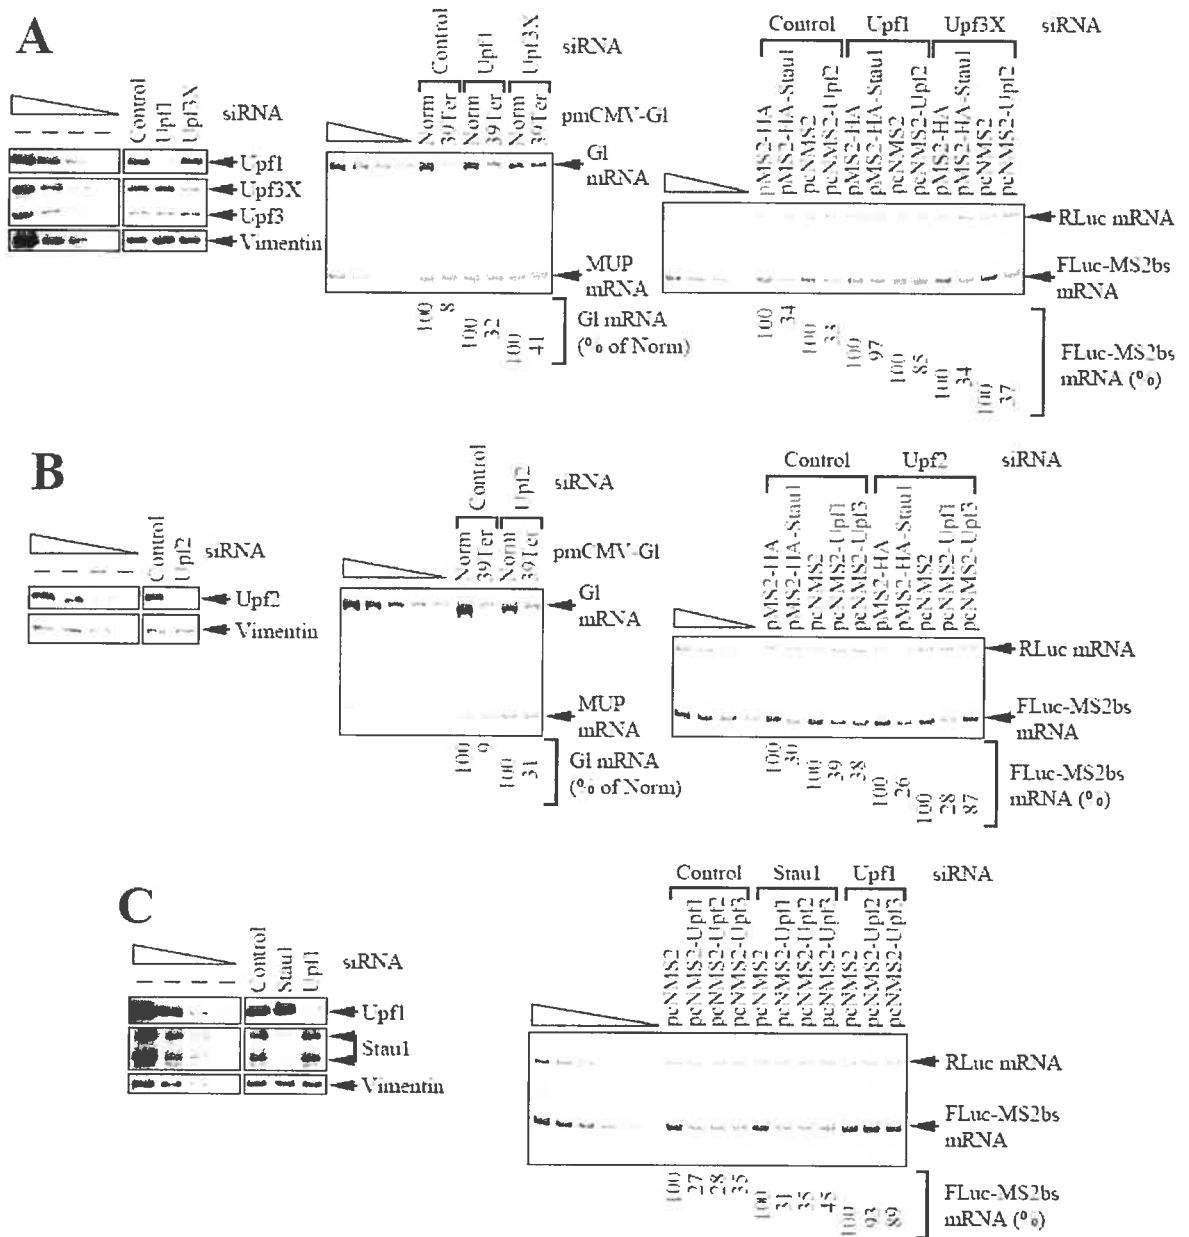 A
Control
Upf1
Upf3X
siRNA
Upf1
Upf3X
Upf3
Vimentin
Control
Upf1
Upf3X
siRNA
Norm
39Ter
Norm
39Ter
Norm
39Ter
pmCMV-Gl
Gl
mRNA
MUP
mRNA
100
8
100
32
100
41
Gl mRNA
(% of Norm)
Control
Upf1
Upf3X
siRNA
pMS2-HA
pMS2-HA-Stau1
pcNMS2
pcNMS2-Upf2
pMS2-HA
pMS2-HA-Stau1
pcNMS2
pcNMS2-Upf2
pMS2-HA
pMS2-HA-Stau1
pcNMS2
pcNMS2-Upf2
RLuc mRNA
FLuc-MS2bs
mRNA
100
34
100
33
100
97
100
85
100
34
100
37
FLuc-MS2bs
mRNA (%)
B
Control
Upf2
siRNA
Upf2
Vimentin
Control
Upf2
siRNA
Norm
39Ter
Norm
39Ter
pmCMV-Gl
Gl
mRNA
MUP
mRNA
100
9
100
31
Gl mRNA
(% of Norm)
Control
Upf2
siRNA
pMS2-HA
pMS2-HA-Stau1
pcNMS2
pcNMS2-Upf1
pcNMS2-Upf3
pMS2-HA
pMS2-HA-Stau1
pcNMS2
pcNMS2-Upf1
pcNMS2-Upf3
RLuc mRNA
FLuc-MS2bs
mRNA
100
30
100
39
38
100
26
100
28
87
FLuc-MS2bs
mRNA (%)
C
Control
Stau1
Upf1
siRNA
Upf1
Stau1
Vimentin
Control
Stau1
Upf1
siRNA
pcNMS2
pcNMS2-Upf1
pcNMS2-Upf2
pcNMS2-Upf3
pcNMS2
pcNMS2-Upf1
pcNMS2-Upf2
pcNMS2-Upf3
pcNMS2
pcNMS2-Upf2
pcNMS2-Upf3
RLuc mRNA
FLuc-MS2bs
mRNA
100
27
28
35
100
31
35
45
100
93
89
FLuc-MS2bs
mRNA (%)